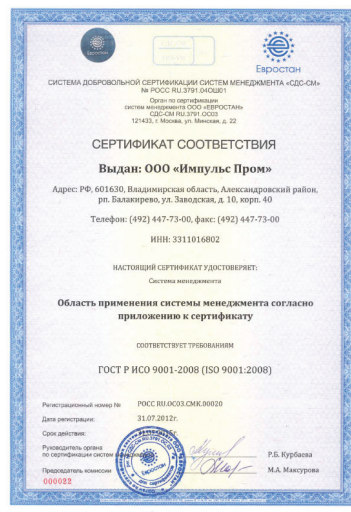 Евростан
СИСТЕМА ДОБРОВОЛЬНОЙ СЕРТИФИКАЦИИ СИСТЕМ МЕНЕДЖМЕНТА «СДС-СМ»
№ РОСС RU.З791.04ОШ01
Орган по сертификации
систем менеджмента ООО «ЕВРОСТАН»
СДС-СМ RU.3791.ОС03
121433, г. Москва, ул. Минская, д. 22
СЕРТИФИКАТ СООТВЕТСТВИЯ
Выдан: ООО «Импульс Пром»
Адрес: РФ, 601630, Владимирская область, Александровский район,
рп. Балакирево, ул. Заводская, д. 10, корп. 40
Телефон: (492) 447-73-00, факс: (492) 447-73-00
ИНН: 3311016802
НАСТОЯЩИЙ СЕРТИФИКАТ УДОСТОВЕРЯЕТ:
Система менеджмента
Область применения системы менеджмента согласно
приложению к сертификату
СООТВЕТСТВУЕТ ТРЕБОВАНИЯМ
ГОСТ Р ИСО 9001-2008 (ISO 9001:2008)
Регистрационный номер № РОСС RU.ОС03.СМК.00020
Дата регистрации: 31.07.2012г.
Срок действия:
Руководитель органа
по сертификации систем Р.Б. Курбаева
Председатель комиссии М.А. Максурова
000022